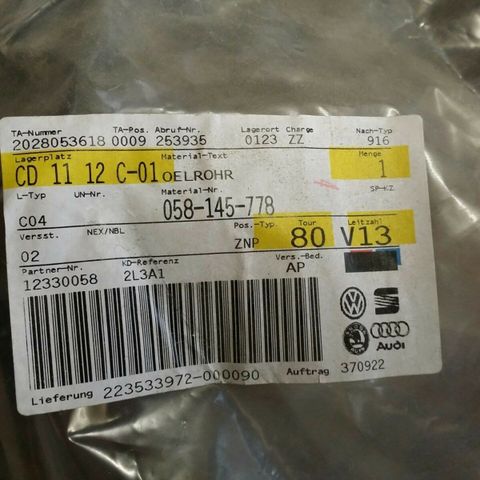 TA-Nummer TA-Pos. Abruf-Nr. Lagerort Charge Nach-Typ
2028053618 0009 253935 0123 ZZ 916
Lagerplatz Material-Text Menge
CD 11 12 C-01 OELROHR 1
L-Typ UN-Nr. Material-Nr. SP-KZ
C04 058-145-778
Versst. NEX/NBL Pos.-Typ. Tour Leitzahl
02 ZNP 80 V13
Partner-Nr. KD-Referenz Vers.-Bed.
12330058 2L3A1 AP
Audi
Lieferung 223533972-000090 Auftrag 370922